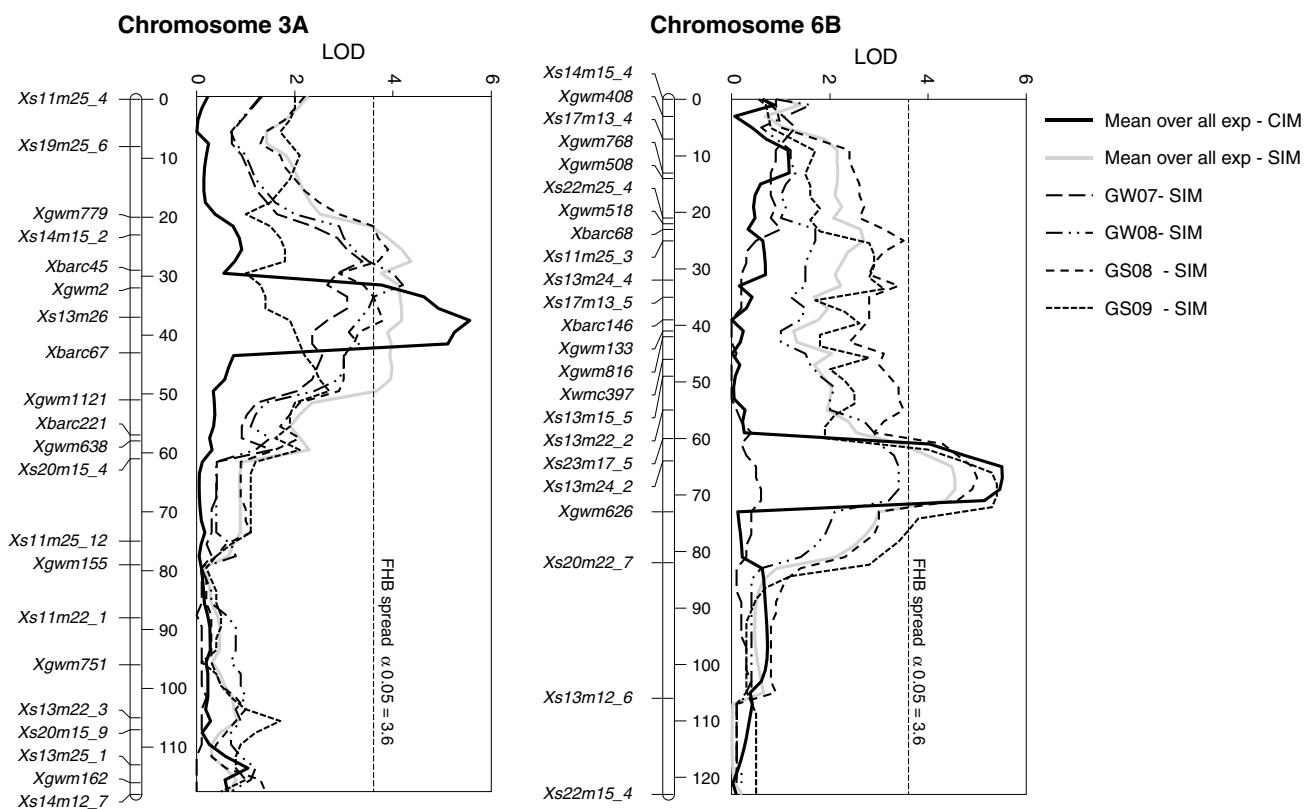 Chromosome 3A
LOD
0 2 4 6
Xs11m25_4
Xs19m25_6
Xgwm779
Xs14m15_2
Xbarc45
Xgwm2
Xs13m26
Xbarc67
Xgwm1121
Xbarc221
Xgwm638
Xs20m15_4
Xs11m25_12
Xgwm155
Xs11m22_1
Xgwm751
Xs13m22_3
Xs20m15_9
Xs13m25_1
Xgwm162
Xs14m12_7
0
10
20
30
40
50
60
70
80
90
100
110
FHB spread α 0.05 = 3.6
Chromosome 6B
LOD
0 2 4 6
Xs14m15_4
Xgwm408
Xs17m13_4
Xgwm768
Xgwm508
Xs22m25_4
Xgwm518
Xbarc68
Xs11m25_3
Xs13m24_4
Xs17m13_5
Xbarc146
Xgwm133
Xgwm816
Xwmc397
Xs13m15_5
Xs13m22_2
Xs23m17_5
Xs13m24_2
Xgwm626
Xs20m22_7
Xs13m12_6
Xs22m15_4
0
10
20
30
40
50
60
70
80
90
100
110
120
FHB spread α 0.05 = 3.6
Mean over all exp - CIM
Mean over all exp - SIM
GW07- SIM
GW08- SIM
GS08 - SIM
GS09 - SIM